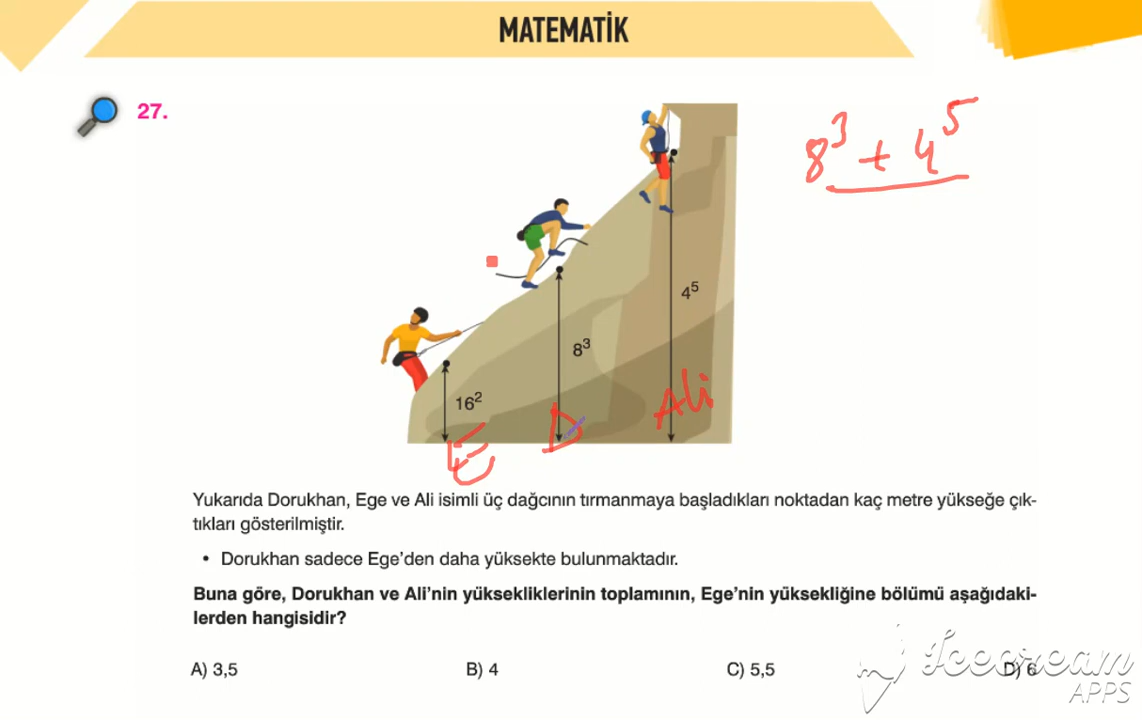 MATEMATİK
27.
8³ + 4⁵
4⁵
8³
16²
E
D
Ali
Yukarıda Dorukhan, Ege ve Ali isimli üç dağcının tırmanmaya başladıkları noktadan kaç metre yükseğe çık-
tıkları gösterilmiştir.
• Dorukhan sadece Ege'den daha yüksekte bulunmaktadır.
Buna göre, Dorukhan ve Ali'nin yüksekliklerinin toplamının, Ege'nin yüksekliğine bölümü aşağıdaki-
lerden hangisidir?
A) 3,5 B) 4 C) 5,5 D) 6
Icecream
APPS